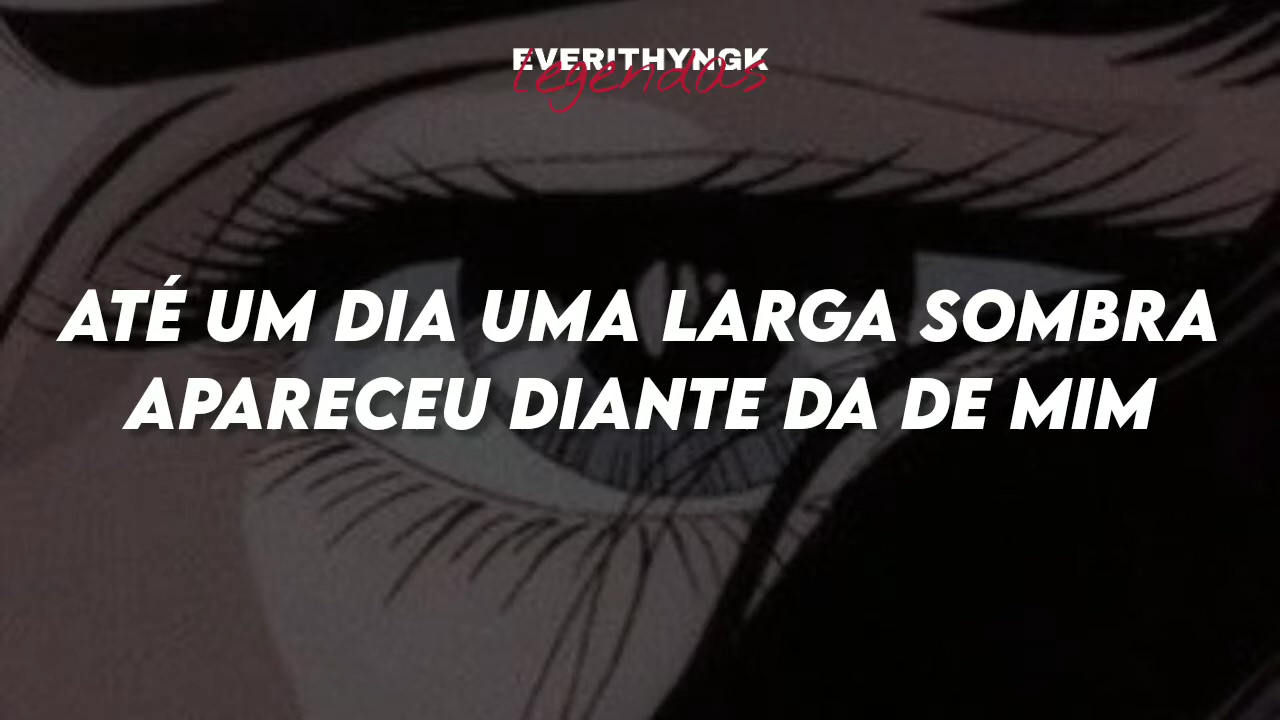 EVERITHYNGK
legendas
ATÉ UM DIA UMA LARGA SOMBRA
APARECEU DIANTE DA DE MIM